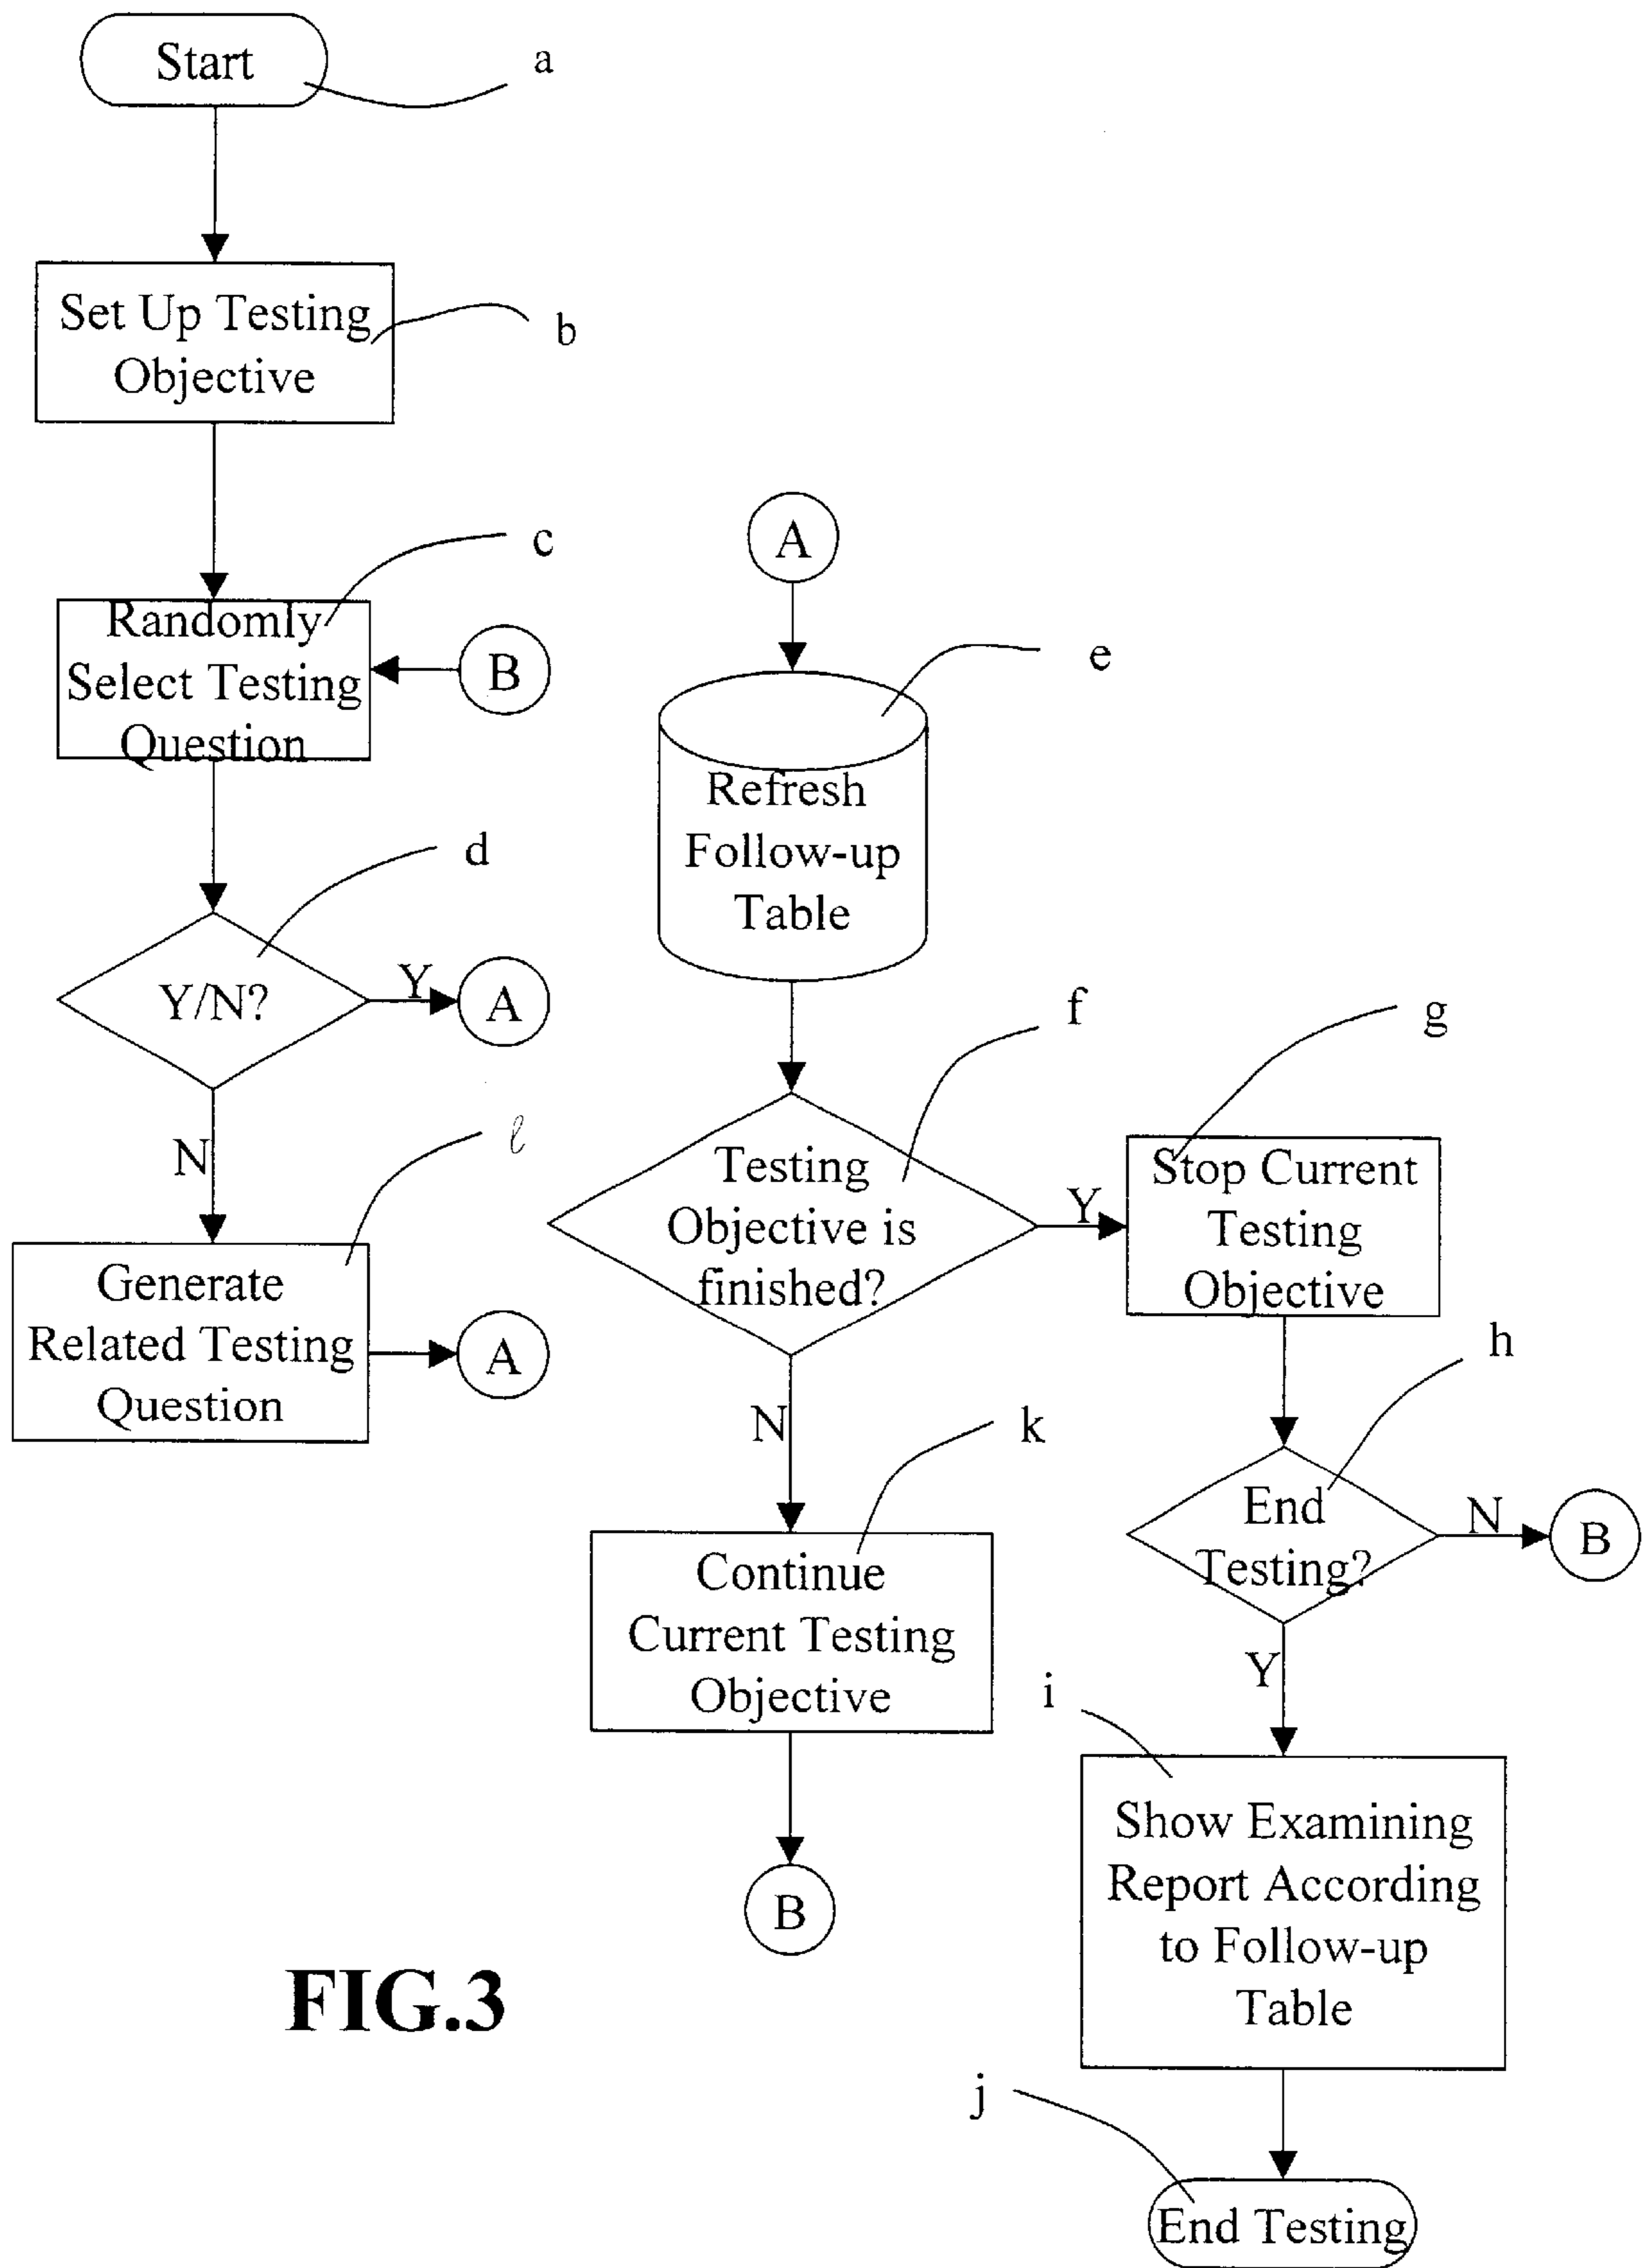 Start
a
Set Up Testing
Objective
b
c
Randomly
Select Testing
Question
B
d
Y/N?
Y
A
N
ℓ
Generate
Related Testing
Question
A
A
e
Refresh
Follow-up
Table
f
Testing
Objective is
finished?
Y
N
k
Continue
Current Testing
Objective
B
g
Stop Current
Testing
Objective
h
End
Testing?
N
B
Y
i
Show Examining
Report According
to Follow-up
Table
j
End Testing
FIG.3